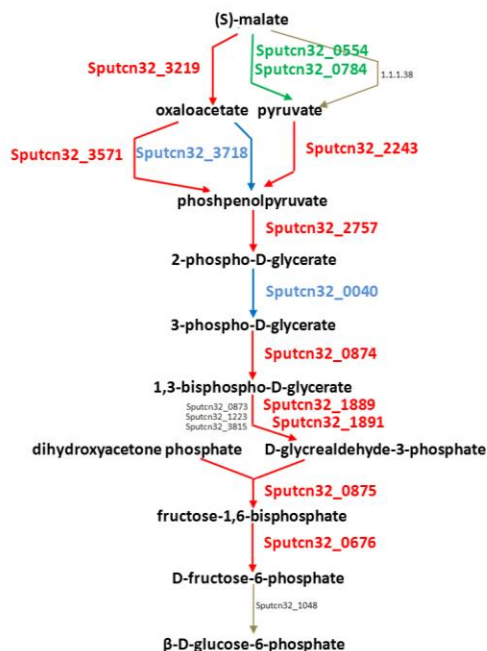 (S)-malate
Sputcn32_0554
Sputcn32_3219
Sputcn32_0784
1.1.1.38
oxaloacetate pyruvate
Sputcn32_3571
Sputcn32_3718
Sputcn32_2243
phoshpenolpyruvate
Sputcn32_2757
2-phospho-D-glycerate
Sputcn32_0040
3-phospho-D-glycerate
Sputcn32_0874
1,3-bisphospho-D-glycerate
Sputcn32_0873
Sputcn32_1223
Sputcn32_3815
Sputcn32_1889
Sputcn32_1891
dihydroxyacetone phosphate
D-glycrealdehyde-3-phosphate
Sputcn32_0875
fructose-1,6-bisphosphate
Sputcn32_0676
D-fructose-6-phosphate
Sputcn32_1048
β-D-glucose-6-phosphate